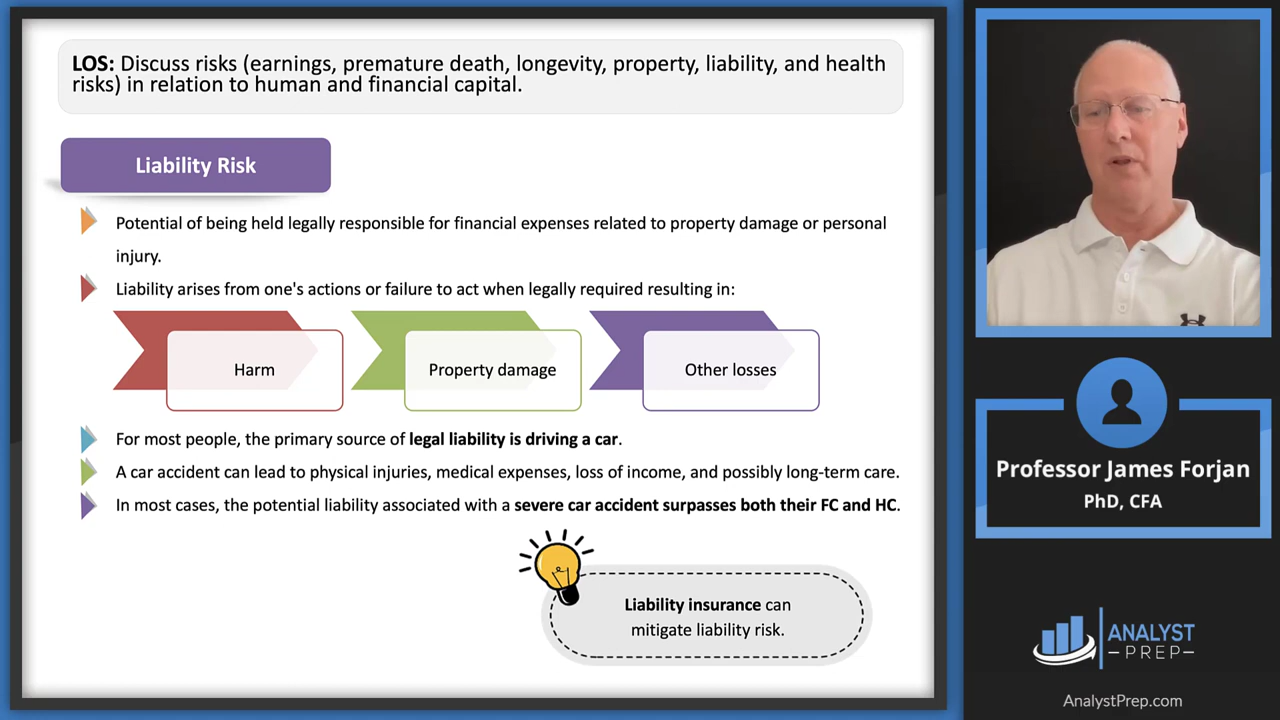 LOS: Discuss risks (earnings, premature death, longevity, property, liability, and health
risks) in relation to human and financial capital.
Liability Risk
Potential of being held legally responsible for financial expenses related to property damage or personal
injury.
Liability arises from one's actions or failure to act when legally required resulting in:
Harm
Property damage
Other losses
For most people, the primary source of legal liability is driving a car.
A car accident can lead to physical injuries, medical expenses, loss of income, and possibly long-term care.
In most cases, the potential liability associated with a severe car accident surpasses both their FC and HC.
Liability insurance can
mitigate liability risk.
Professor James Forjan
PhD, CFA
ANALYST
PREP
AnalystPrep.com